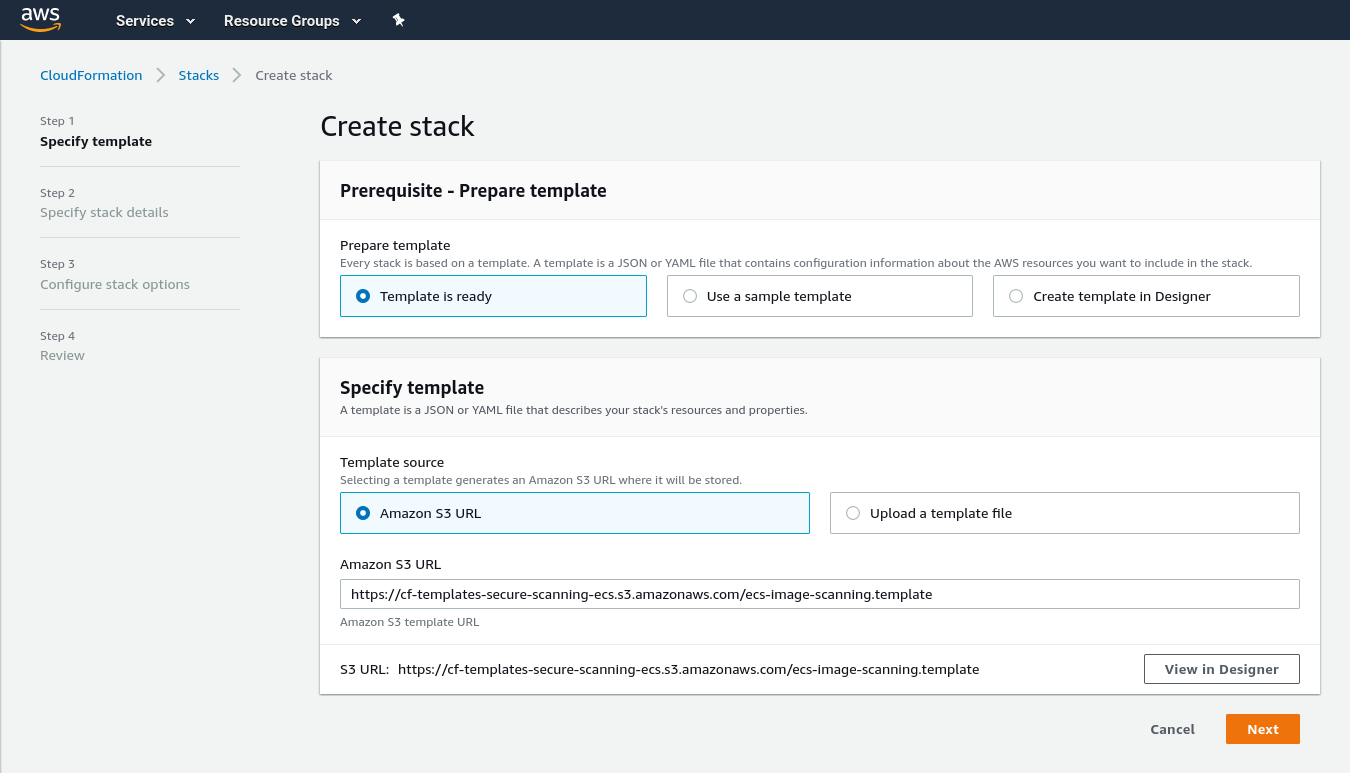 aws Services Resource Groups
CloudFormation Stacks Create stack
Step 1
Specify template
Step 2
Specify stack details
Step 3
Configure stack options
Step 4
Review
Create stack
Prerequisite - Prepare template
Prepare template
Every stack is based on a template. A template is a JSON or YAML file that contains configuration information about the AWS resources you want to include in the stack.
Template is ready Use a sample template Create template in Designer
Specify template
A template is a JSON or YAML file that describes your stack's resources and properties.
Template source
Selecting a template generates an Amazon S3 URL where it will be stored.
Amazon S3 URL Upload a template file
Amazon S3 URL
https://cf-templates-secure-scanning-ecs.s3.amazonaws.com/ecs-image-scanning.template
Amazon S3 template URL
S3 URL: https://cf-templates-secure-scanning-ecs.s3.amazonaws.com/ecs-image-scanning.template View in Designer
Cancel Next